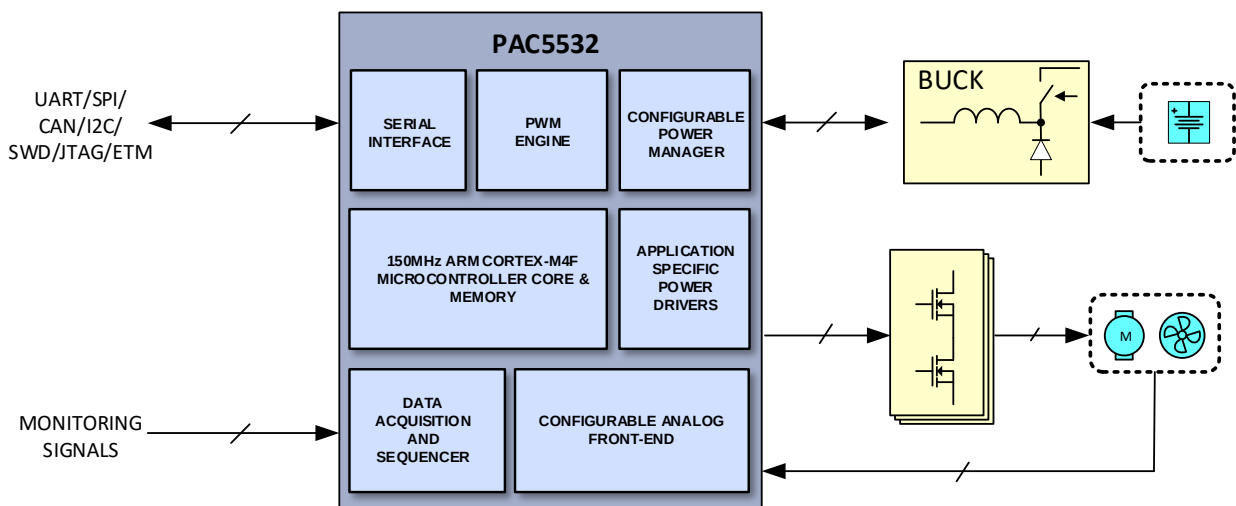 PAC5532
UART/SPI/
CAN/I2C/
SWD/JTAG/ETM
SERIAL
INTERFACE
PWM
ENGINE
CONFIGURABLE
POWER
MANAGER
BUCK
+
150MHz ARM CORTEX-M4F
MICROCONTROLLER CORE &
MEMORY
APPLICATION
SPECIFIC
POWER
DRIVERS
M
MONITORING
SIGNALS
DATA
ACQUISITION
AND
SEQUENCER
CONFIGURABLE ANALOG
FRONT-END